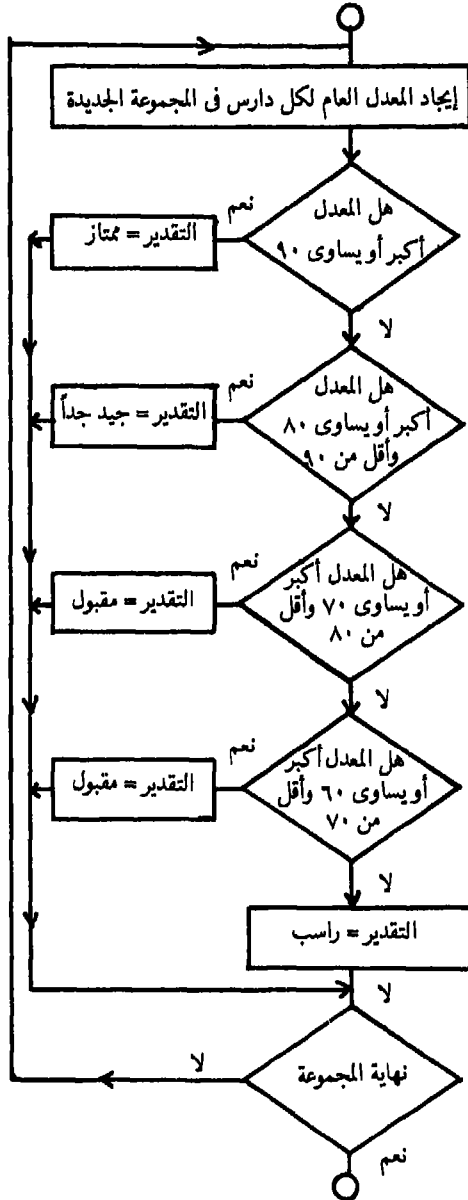 إيجاد المعدل العام لكل دارس فى المجموعة الجديدة
هل المعدل
أكبر أو يساوى ٩٠
نعم
التقدير = ممتاز
لا
هل المعدل
أكبر أو يساوى ٨٠
وأقل من
٩٠
نعم
التقدير = جيد جداً
لا
هل المعدل أكبر
أو يساوى ٧٠ وأقل
من
٨٠
نعم
التقدير = مقبول
لا
هل المعدل أكبر
أو يساوى ٦٠ وأقل
من
٧٠
نعم
التقدير = مقبول
لا
التقدير = راسب
لا
نهاية المجموعة
لا
نعم